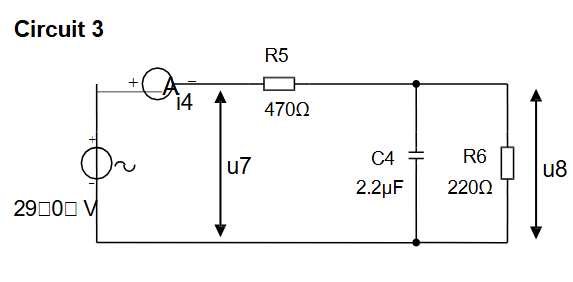 Circuit 3
R5
+
A
−
i4
470Ω
+
u7
C4
R6
u8
2.2µF
220Ω
-
29□0□ V